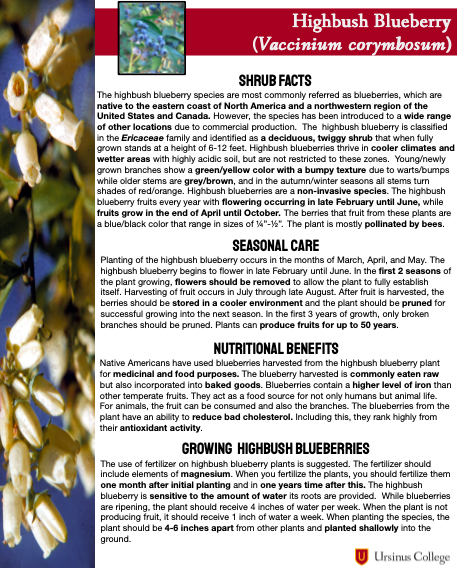 Highbush Blueberry
(Vaccinium corymbosum)
SHRUB FACTS
The highbush blueberry species are most commonly referred as blueberries, which are
native to the eastern coast of North America and a northwestern region of the
United States and Canada. However, the species has been introduced to a wide range
of other locations due to commercial production. The highbush blueberry is classified
in the Ericaceae family and identified as a deciduous, twiggy shrub that when fully
grown stands at a height of 6-12 feet. Highbush blueberries thrive in cooler climates and
wetter areas with highly acidic soil, but are not restricted to these zones. Young/newly
grown branches show a green/yellow color with a bumpy texture due to warts/bumps
while older stems are grey/brown, and in the autumn/winter seasons all stems turn
shades of red/orange. Highbush blueberries are a non-invasive species. The highbush
blueberry fruits every year with flowering occurring in late February until June, while
fruits grow in the end of April until October. The berries that fruit from these plants are
a blue/black color that range in sizes of ¼"-½". The plant is mostly pollinated by bees.
SEASONAL CARE
Planting of the highbush blueberry occurs in the months of March, April, and May. The
highbush blueberry begins to flower in late February until June. In the first 2 seasons of
the plant growing, flowers should be removed to allow the plant to fully establish
itself. Harvesting of fruit occurs in July through late August. After fruit is harvested, the
berries should be stored in a cooler environment and the plant should be pruned for
successful growing into the next season. In the first 3 years of growth, only broken
branches should be pruned. Plants can produce fruits for up to 50 years.
NUTRITIONAL BENEFITS
Native Americans have used blueberries harvested from the highbush blueberry plant
for medicinal and food purposes. The blueberry harvested is commonly eaten raw
but also incorporated into baked goods. Blueberries contain a higher level of iron than
other temperate fruits. They act as a food source for not only humans but animal life.
For animals, the fruit can be consumed and also the branches. The blueberries from the
plant have an ability to reduce bad cholesterol. Including this, they rank highly from
their antioxidant activity.
GROWING HIGHBUSH BLUEBERRIES
The use of fertilizer on highbush blueberry plants is suggested. The fertilizer should
include elements of magnesium. When you fertilize the plants, you should fertilize them
one month after initial planting and in one years time after this. The highbush
blueberry is sensitive to the amount of water its roots are provided. While blueberries
are ripening, the plant should receive 4 inches of water per week. When the plant is not
producing fruit, it should receive 1 inch of water a week. When planting the species, the
plant should be 4-6 inches apart from other plants and planted shallowly into the
ground.
Ursinus College